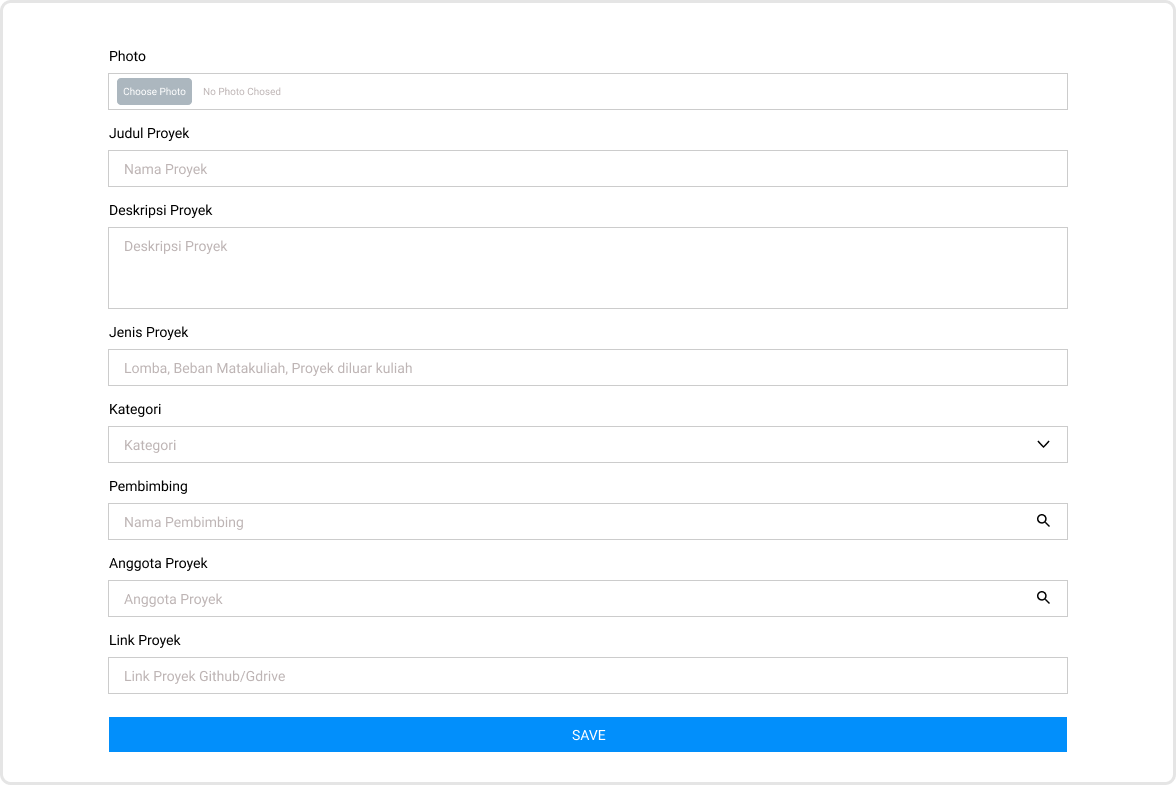 Photo
Choose Photo No Photo Chosed
Judul Proyek
Nama Proyek
Deskripsi Proyek
Deskripsi Proyek
Jenis Proyek
Lomba, Beban Matakuliah, Proyek diluar kuliah
Kategori
Kategori
Pembimbing
Nama Pembimbing
Anggota Proyek
Anggota Proyek
Link Proyek
Link Proyek Github/Gdrive
SAVE